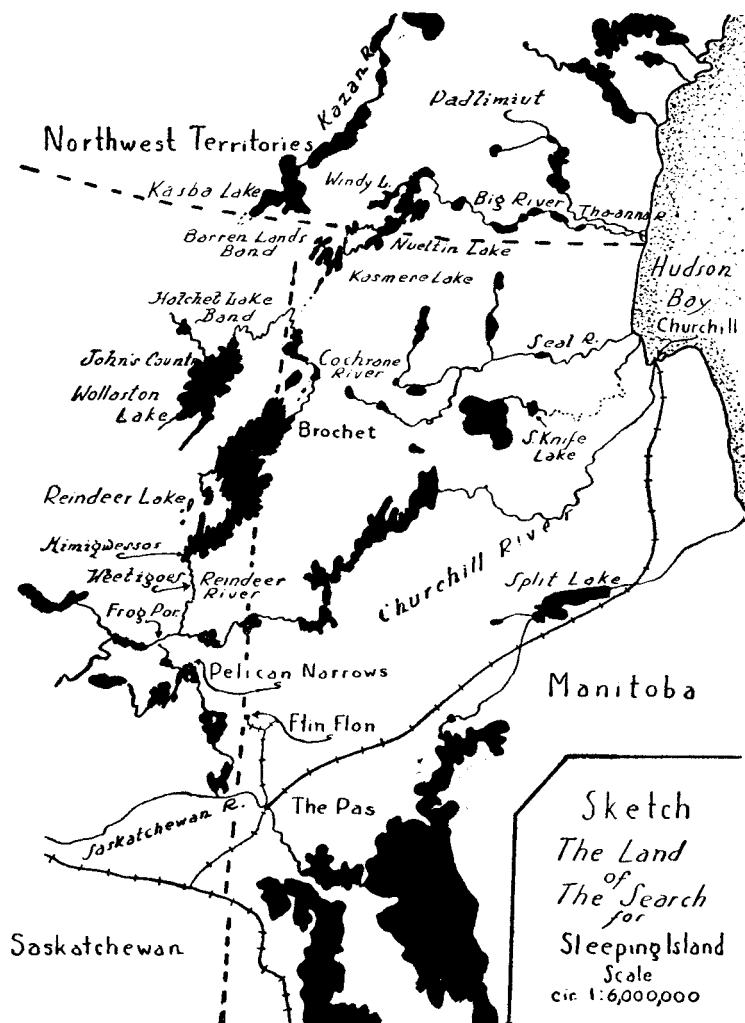 Kazan R.
Padlimiut
Northwest Territories
Kasba Lake
Windy L.
Big River
Tha-anna R.
Barren Lands
Band
Nueltin Lake
Kasmere Lake
Hudson
Bay
Churchill
Hatchet Lake
Band
Seal R.
John's Countr
Cochrane
River
Wollaston
Lake
Brochet
S. Knife
Lake
Reindeer Lake
Mimigwessos
Weetigoes
Reindeer
River
Churchill River
Split Lake
Frog Por.
Pelican Narrows
Manitoba
Flin Flon
The Pas
Saskatchewan R.
Saskatchewan
Sketch
The Land
of
The Search
for
Sleeping Island
Scale
cir. 1:6,000,000